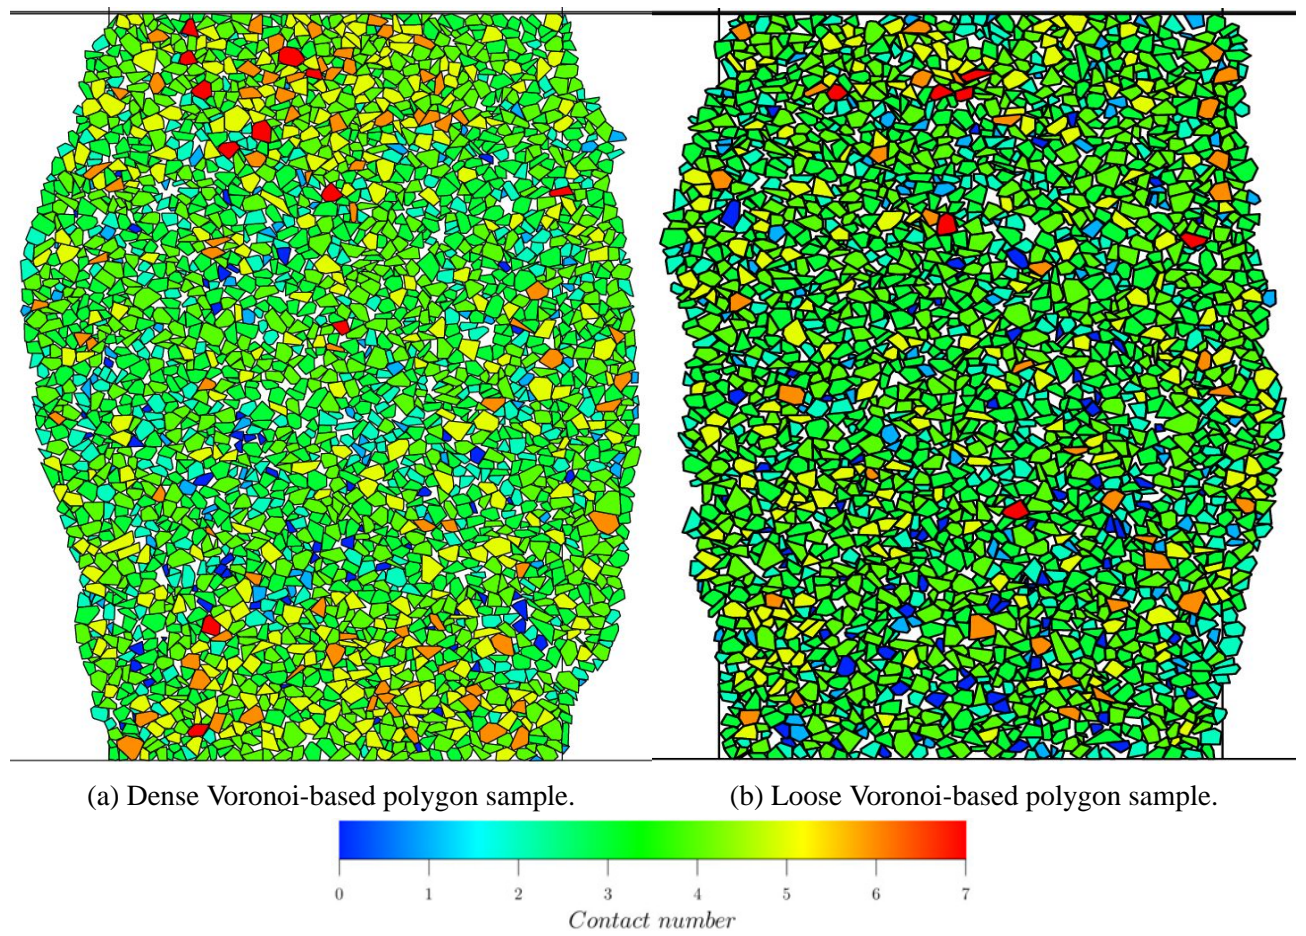 (a) Dense Voronoi-based polygon sample.
(b) Loose Voronoi-based polygon sample.
0 1 2 3 4 5 6 7
Contact number